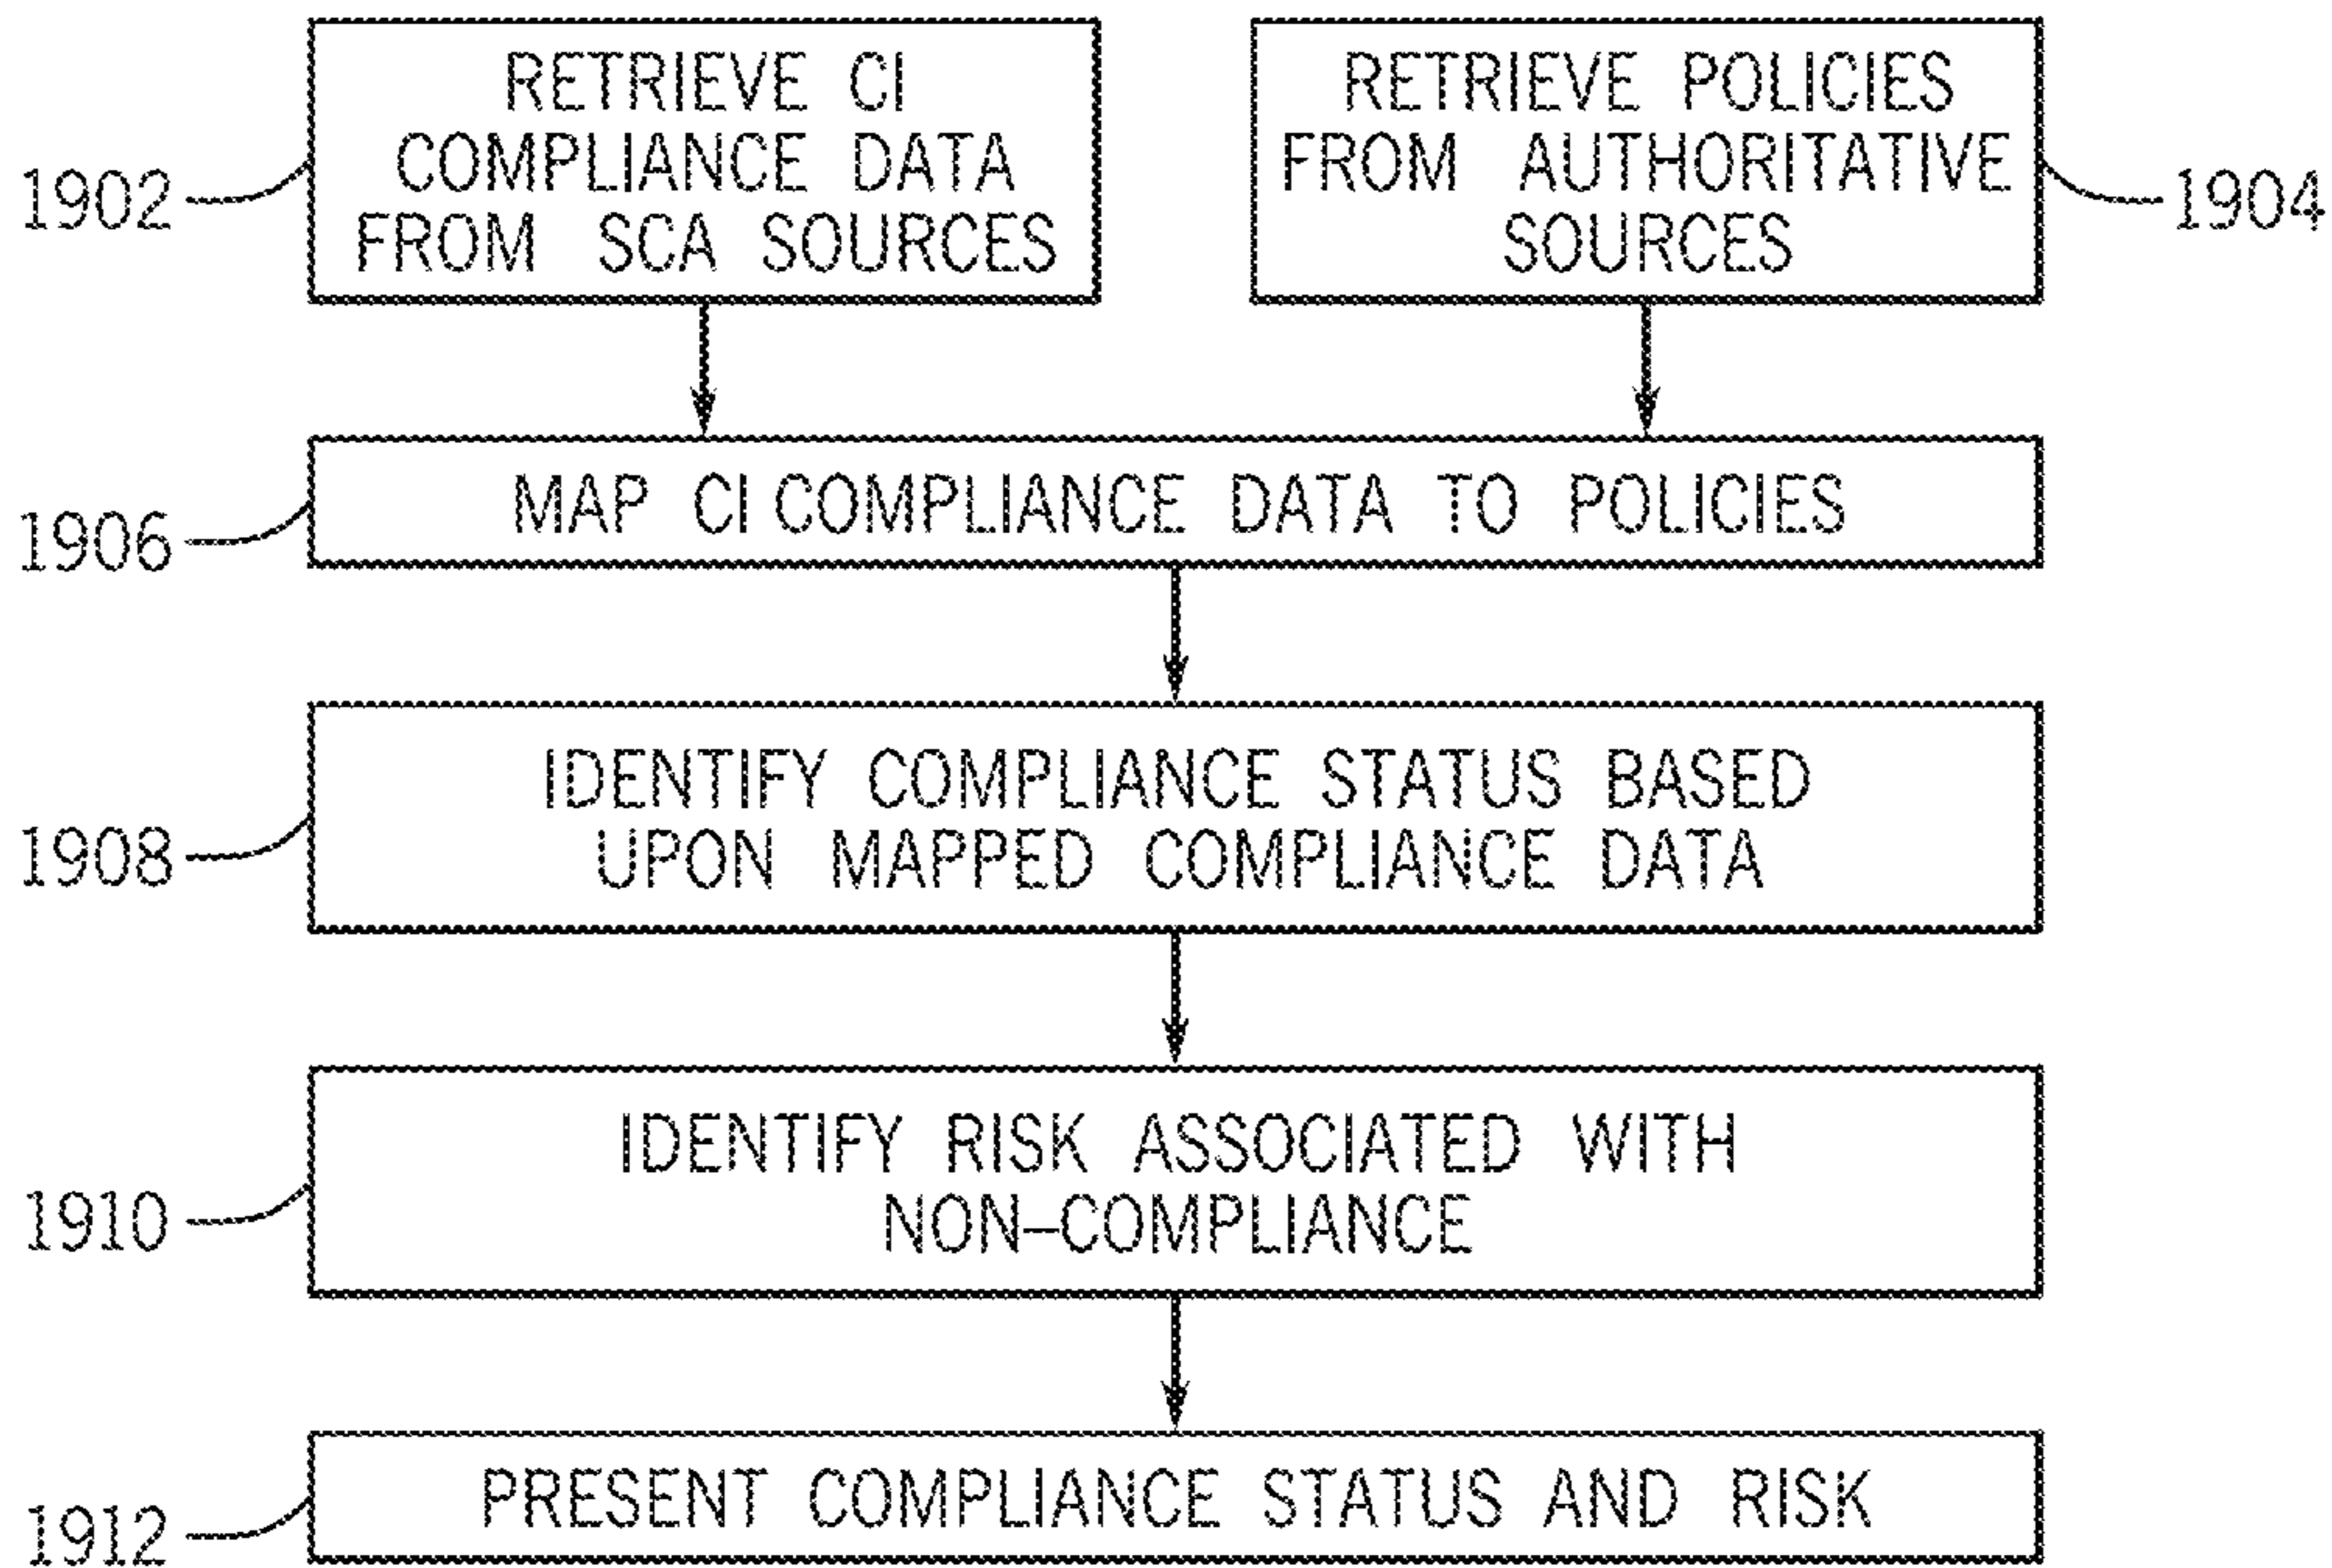 RETRIEVE CI
COMPLIANCE DATA
FROM SCA SOURCES
1902
RETRIEVE POLICIES
FROM AUTHORITATIVE
SOURCES
1904
MAP CI COMPLIANCE DATA TO POLICIES
1906
IDENTIFY COMPLIANCE STATUS BASED
UPON MAPPED COMPLIANCE DATA
1908
IDENTIFY RISK ASSOCIATED WITH
NON–COMPLIANCE
1910
PRESENT COMPLIANCE STATUS AND RISK
1912